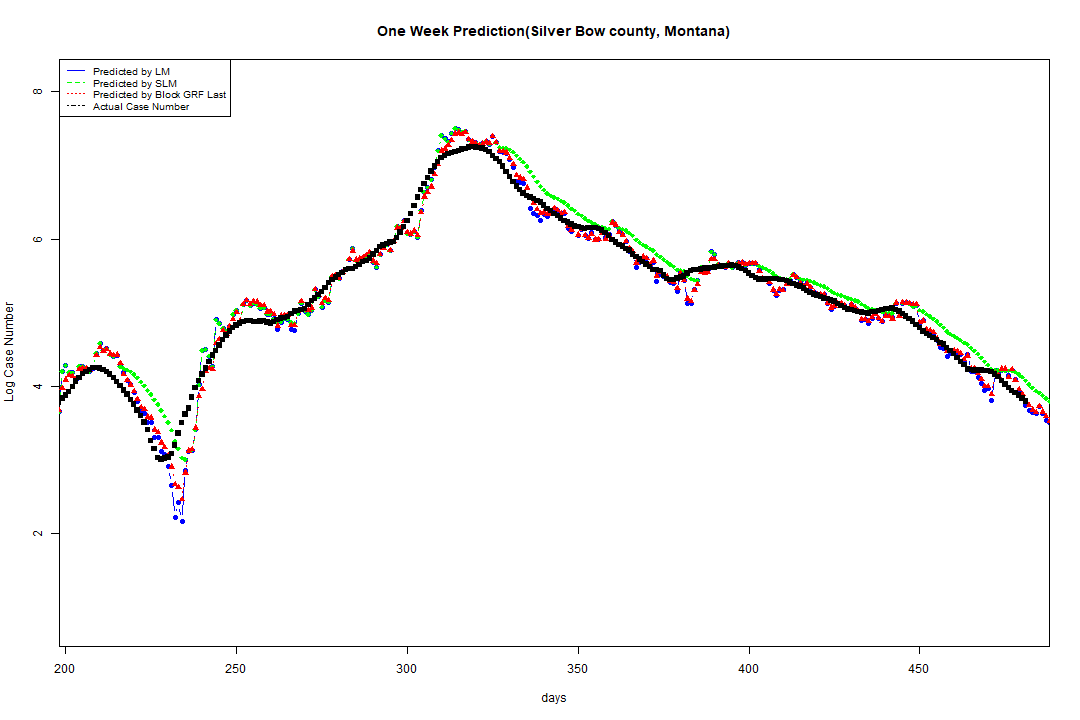 One Week Prediction(Silver Bow county, Montana)
Predicted by LM
Predicted by SLM
Predicted by Block GRF Last
Actual Case Number
8
6
4
2
Log Case Number
200 250 300 350 400 450
days